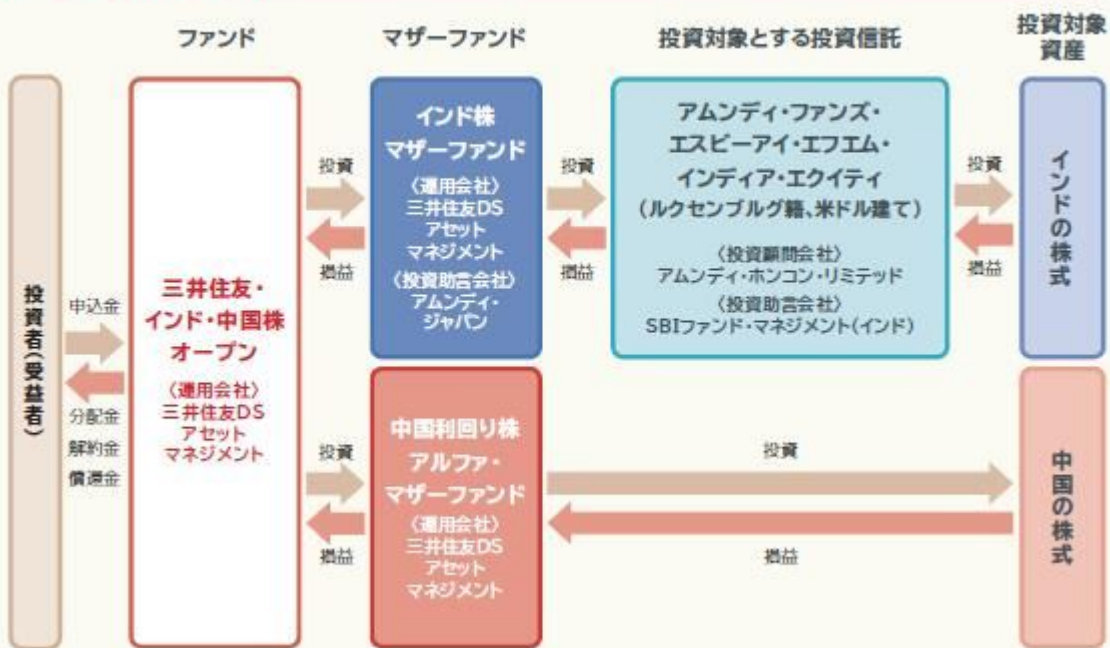 ファンド
マザーファンド
投資対象とする投資信託
投資対象
資産
投資者(受益者)
申込金
分配金
解約金
償還金
三井住友・
インド・中国株
オープン
〈運用会社〉
三井住友DS
アセット
マネジメント
投資
損益
インド株
マザーファンド
〈運用会社〉
三井住友DS
アセット
マネジメント
〈投資助言会社〉
アムンディ・
ジャパン
投資
損益
アムンディ・ファンズ・
エスビーアイ・エフエム・
インディア・エクイティ
(ルクセンブルグ籍、米ドル建て)
〈投資顧問会社〉
アムンディ・ホンコン・リミテッド
〈投資助言会社〉
SBIファンド・マネジメント(インド)
投資
損益
インドの株式
投資
損益
中国利回り株
アルファ・
マザーファンド
〈運用会社〉
三井住友DS
アセット
マネジメント
投資
損益
中国の株式